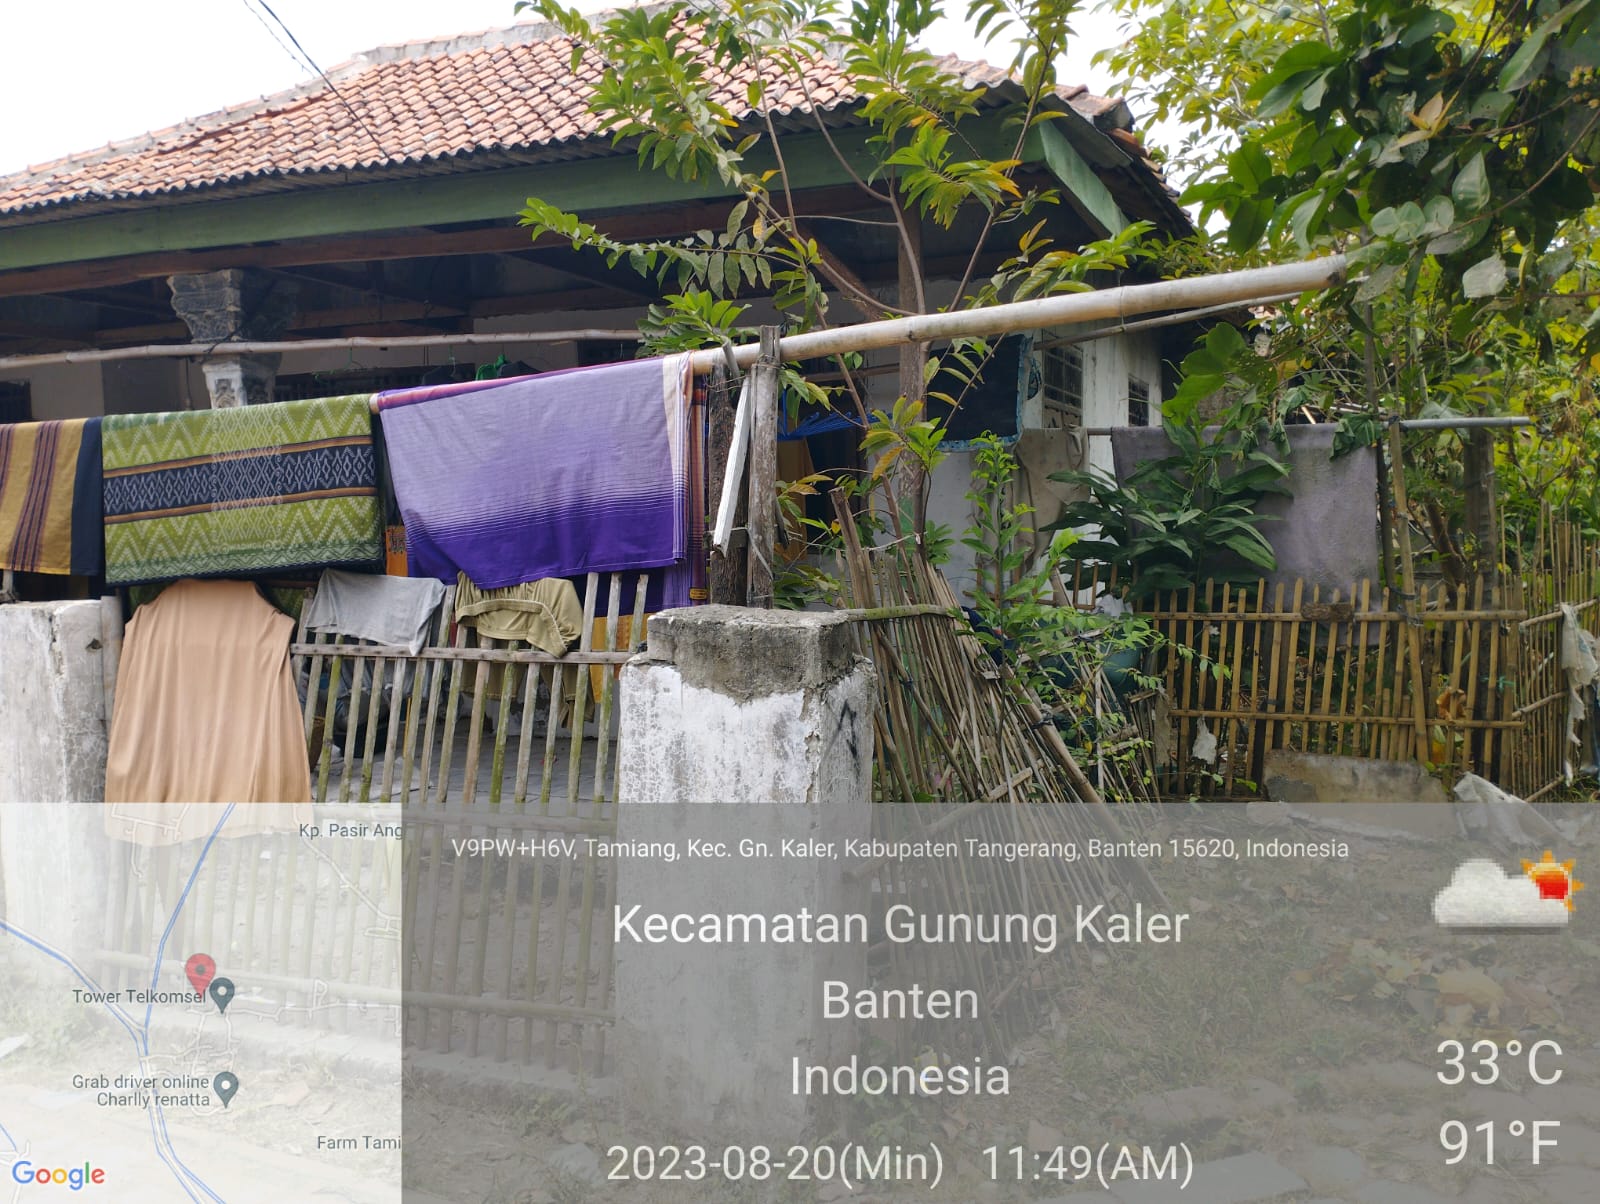 Kp. Pasir Ang
V9PW+H6V, Tamiang, Kec. Gn. Kaler, Kabupaten Tangerang, Banten 15620, Indonesia
Kecamatan Gunung Kaler
Banten
Indonesia
2023-08-20(Min) 11:49(AM)
33°C
91°F
Tower Telkomsel
Grab driver online
Charlly renatta
Farm Tami
Google